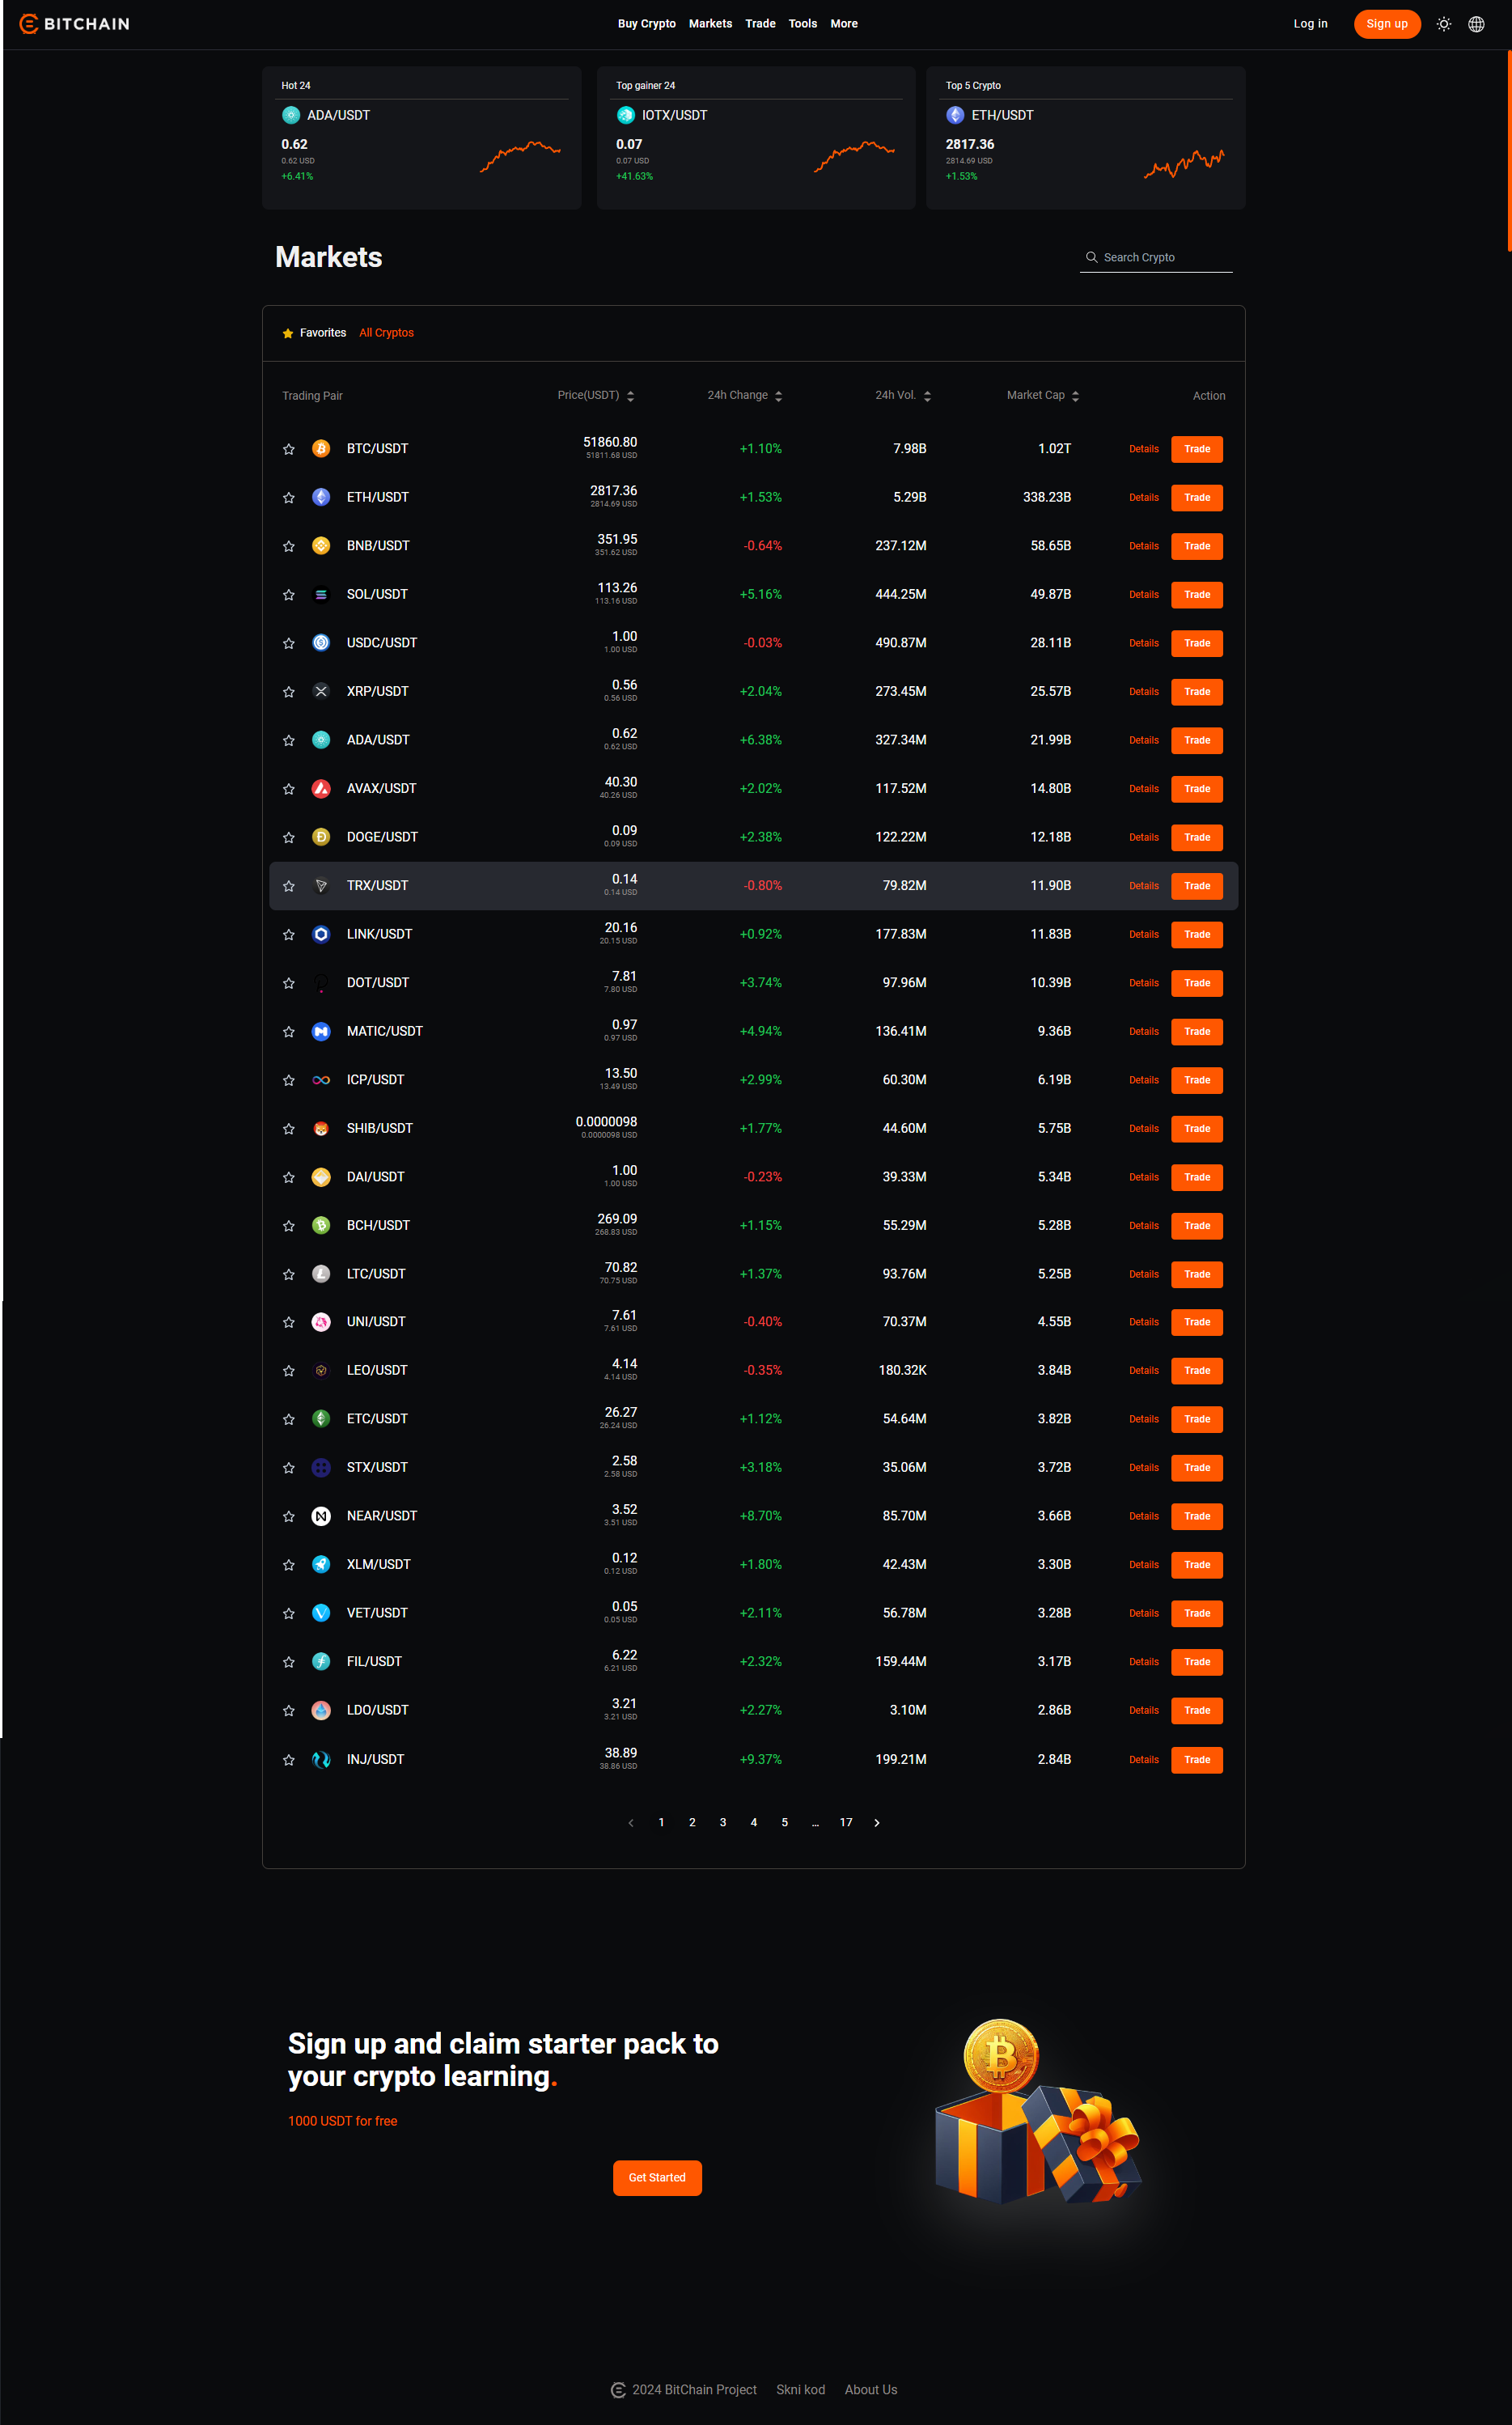 BITCHAIN Buy Crypto Markets Trade Tools More Log in Sign up
Hot 24 Top gainer 24 Top 5 Crypto
ADA/USDT IOTX/USDT ETH/USDT
0.62 0.07 2817.36
0.62 USD 0.07 USD 2814.69 USD
+6.41% +41.63% +1.53%
Markets Search Crypto
Favorites All Cryptos
Trading Pair Price(USDT) 24h Change 24h Vol. Market Cap Action
BTC/USDT 51860.80 +1.10% 7.98B 1.02T Details Trade
51811.68 USD
ETH/USDT 2817.36 +1.53% 5.29B 338.23B Details Trade
2814.69 USD
BNB/USDT 351.95 -0.64% 237.12M 58.65B Details Trade
351.62 USD
SOL/USDT 113.26 +5.16% 444.25M 49.87B Details Trade
113.16 USD
USDC/USDT 1.00 -0.03% 490.87M 28.11B Details Trade
1.00 USD
XRP/USDT 0.56 +2.04% 273.45M 25.57B Details Trade
0.56 USD
ADA/USDT 0.62 +6.38% 327.34M 21.99B Details Trade
0.62 USD
AVAX/USDT 40.30 +2.02% 117.52M 14.80B Details Trade
40.26 USD
DOGE/USDT 0.09 +2.38% 122.22M 12.18B Details Trade
0.09 USD
TRX/USDT 0.14 -0.80% 79.82M 11.90B Details Trade
0.14 USD
LINK/USDT 20.16 +0.92% 177.83M 11.83B Details Trade
20.15 USD
DOT/USDT 7.81 +3.74% 97.96M 10.39B Details Trade
7.80 USD
MATIC/USDT 0.97 +4.94% 136.41M 9.36B Details Trade
0.97 USD
ICP/USDT 13.50 +2.99% 60.30M 6.19B Details Trade
13.49 USD
SHIB/USDT 0.0000098 +1.77% 44.60M 5.75B Details Trade
0.0000098 USD
DAI/USDT 1.00 -0.23% 39.33M 5.34B Details Trade
1.00 USD
BCH/USDT 269.09 +1.15% 55.29M 5.28B Details Trade
268.83 USD
LTC/USDT 70.82 +1.37% 93.76M 5.25B Details Trade
70.75 USD
UNI/USDT 7.61 -0.40% 70.37M 4.55B Details Trade
7.61 USD
LEO/USDT 4.14 -0.35% 180.32K 3.84B Details Trade
4.14 USD
ETC/USDT 26.27 +1.12% 54.64M 3.82B Details Trade
26.24 USD
STX/USDT 2.58 +3.18% 35.06M 3.72B Details Trade
2.58 USD
NEAR/USDT 3.52 +8.70% 85.70M 3.66B Details Trade
3.51 USD
XLM/USDT 0.12 +1.80% 42.43M 3.30B Details Trade
0.12 USD
VET/USDT 0.05 +2.11% 56.78M 3.28B Details Trade
0.05 USD
FIL/USDT 6.22 +2.32% 159.44M 3.17B Details Trade
6.21 USD
LDO/USDT 3.21 +2.27% 3.10M 2.86B Details Trade
3.21 USD
INJ/USDT 38.89 +9.37% 199.21M 2.84B Details Trade
38.86 USD
1 2 3 4 5 ... 17
Sign up and claim starter pack to
your crypto learning.
1000 USDT for free
Get Started
2024 BitChain Project Skni kod About Us